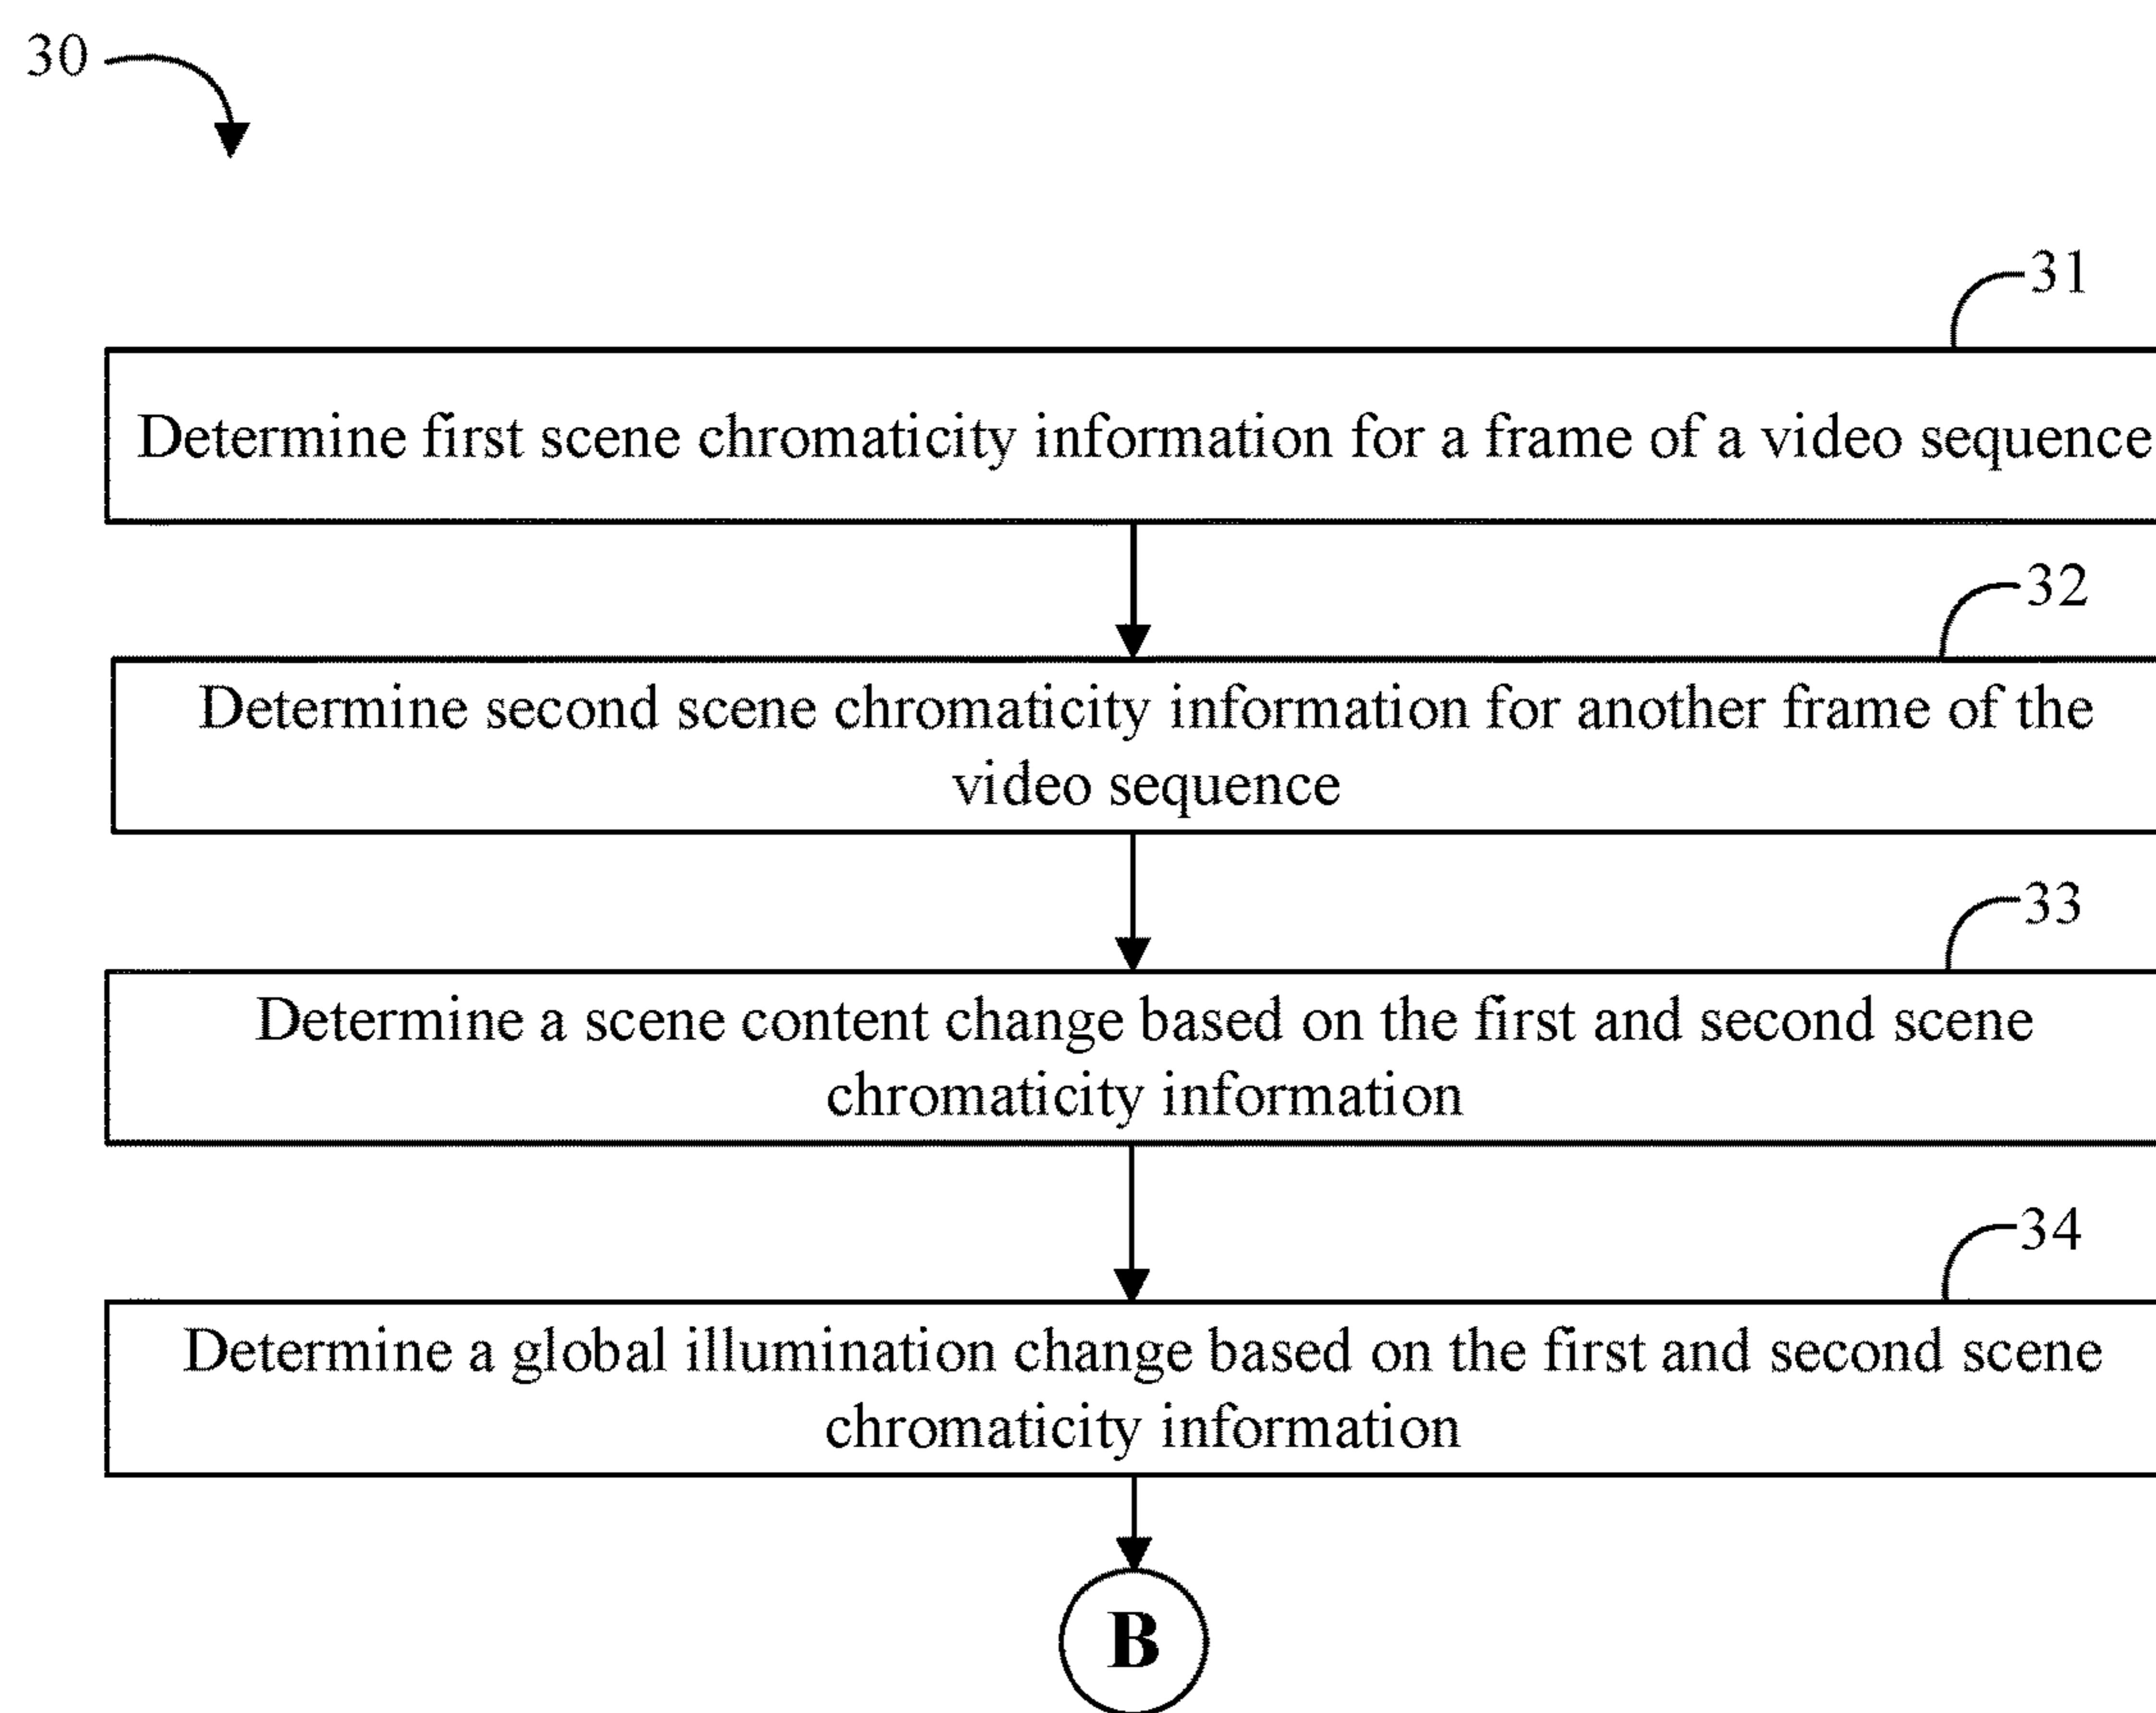 30
31
Determine first scene chromaticity information for a frame of a video sequence
32
Determine second scene chromaticity information for another frame of the
video sequence
33
Determine a scene content change based on the first and second scene
chromaticity information
34
Determine a global illumination change based on the first and second scene
chromaticity information
B